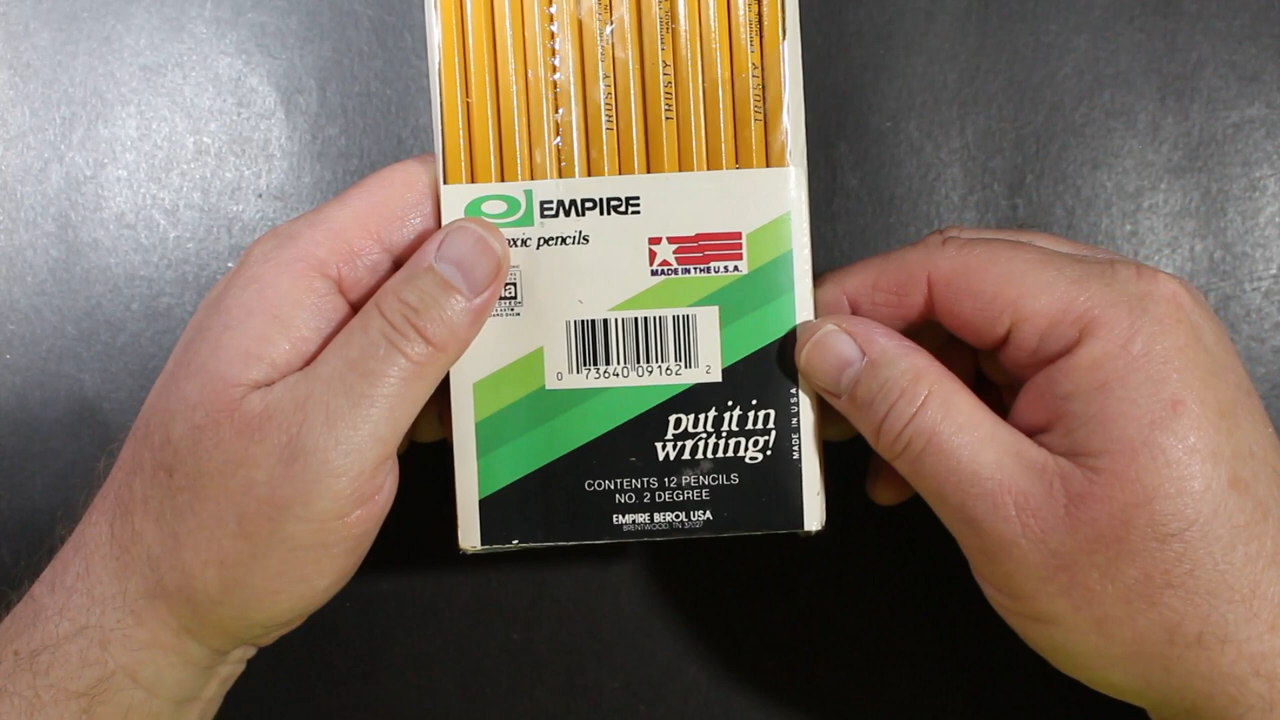 TRUSTY
TRUSTY
TRUSTY
EMPIRE
oxic pencils
MADE IN THE U.S.A.
0 73640 09162 2
put it in
writing!
MADE IN U.S.A.
CONTENTS 12 PENCILS
NO. 2 DEGREE
EMPIRE BEROL USA
BRENTWOOD, TN 37027